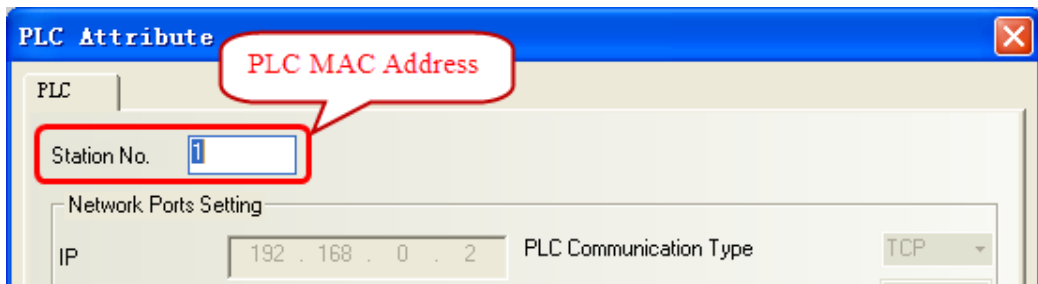 PLC Attribute
PLC MAC Address
PLC
Station No. 1
Network Ports Setting
IP 192 . 168 . 0 . 2 PLC Communication Type TCP